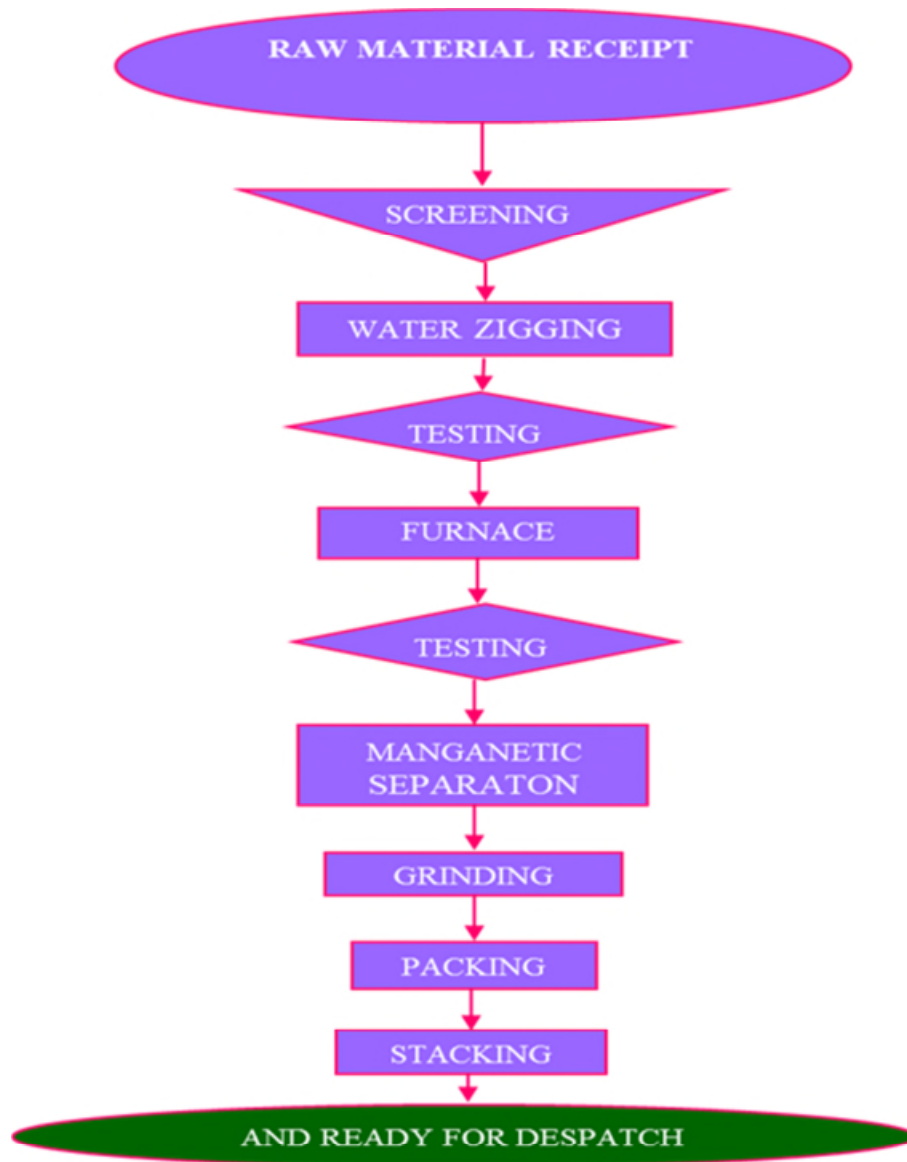 RAW MATERIAL RECEIPT
SCREENING
WATER ZIGGING
TESTING
FURNACE
TESTING
MANGANETIC
SEPARATON
GRINDING
PACKING
STACKING
AND READY FOR DESPATCH